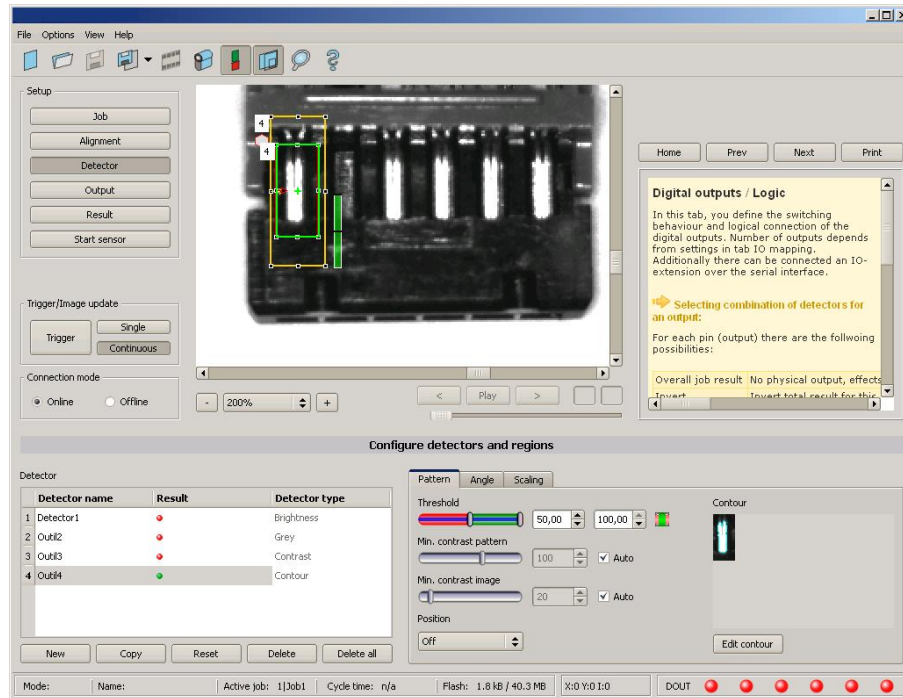 File Options View Help
Setup
Job
Alignment
Detector
Output
Result
Start sensor
Trigger/Image update
Trigger
Single
Continuous
Connection mode
Online Offline
4
4
- 200% +
< Play >
Home Prev Next Print
Digital outputs / Logic
In this tab, you define the switching
behaviour and logical connection of the
digital outputs. Number of outputs depends
from settings in tab IO mapping.
Additionally there can be connected an IO-
extension over the serial interface.
Selecting combination of detectors for
an output:
For each pin (output) there are the follwoing
possibilities:
Overall job result No physical output, effects
Invert Invert total result for this
Configure detectors and regions
Detector
Detector name Result Detector type
1 Detector1 Brightness
2 Outil2 Grey
3 Outil3 Contrast
4 Outil4 Contour
New Copy Reset Delete Delete all
Pattern Angle Scaling
Threshold
50,00 100,00
Min. contrast pattern
100 Auto
Min. contrast image
20 Auto
Position
Off
Contour
Edit contour
Mode: Name: Active job: 1|Job1 Cycle time: n/a Flash: 1.8 kB / 40.3 MB X:0 Y:0 I:0 DOUT